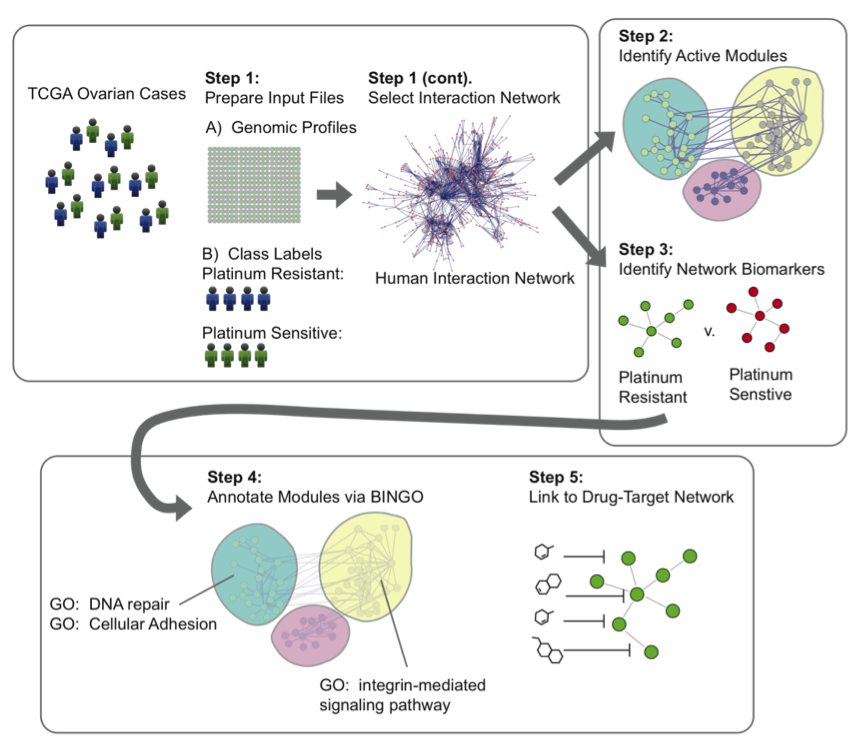 TCGA Ovarian Cases
Step 1:
Prepare Input Files
A) Genomic Profiles
B) Class Labels
Platinum Resistant:
Platinum Sensitive:
Step 1 (cont).
Select Interaction Network
Human Interaction Network
Step 2:
Identify Active Modules
Step 3:
Identify Network Biomarkers
v.
Platinum
Resistant
Platinum
Senstive
Step 4:
Annotate Modules via BINGO
GO: DNA repair
GO: Cellular Adhesion
GO: integrin-mediated
signaling pathway
Step 5:
Link to Drug-Target Network